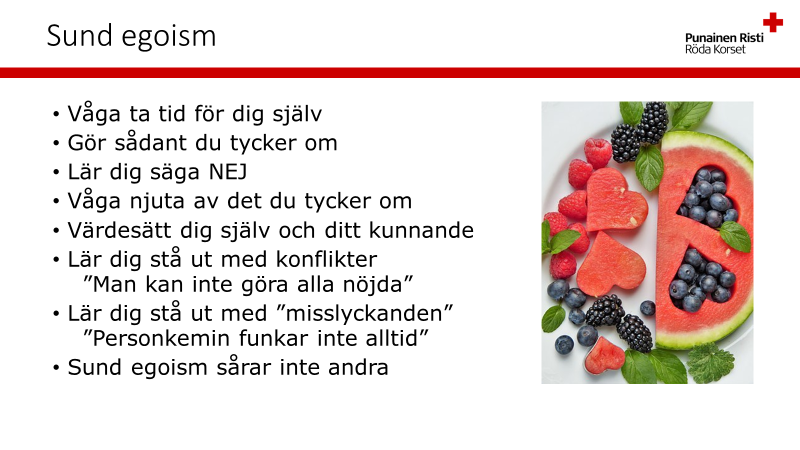 Sund egoism
Punainen Risti
Röda Korset
• Våga ta tid för dig själv
• Gör sådant du tycker om
• Lär dig säga NEJ
• Våga njuta av det du tycker om
• Värdesätt dig själv och ditt kunnande
• Lär dig stå ut med konflikter
”Man kan inte göra alla nöjda”
• Lär dig stå ut med ”misslyckanden”
”Personkemin funkar inte alltid”
• Sund egoism sårar inte andra